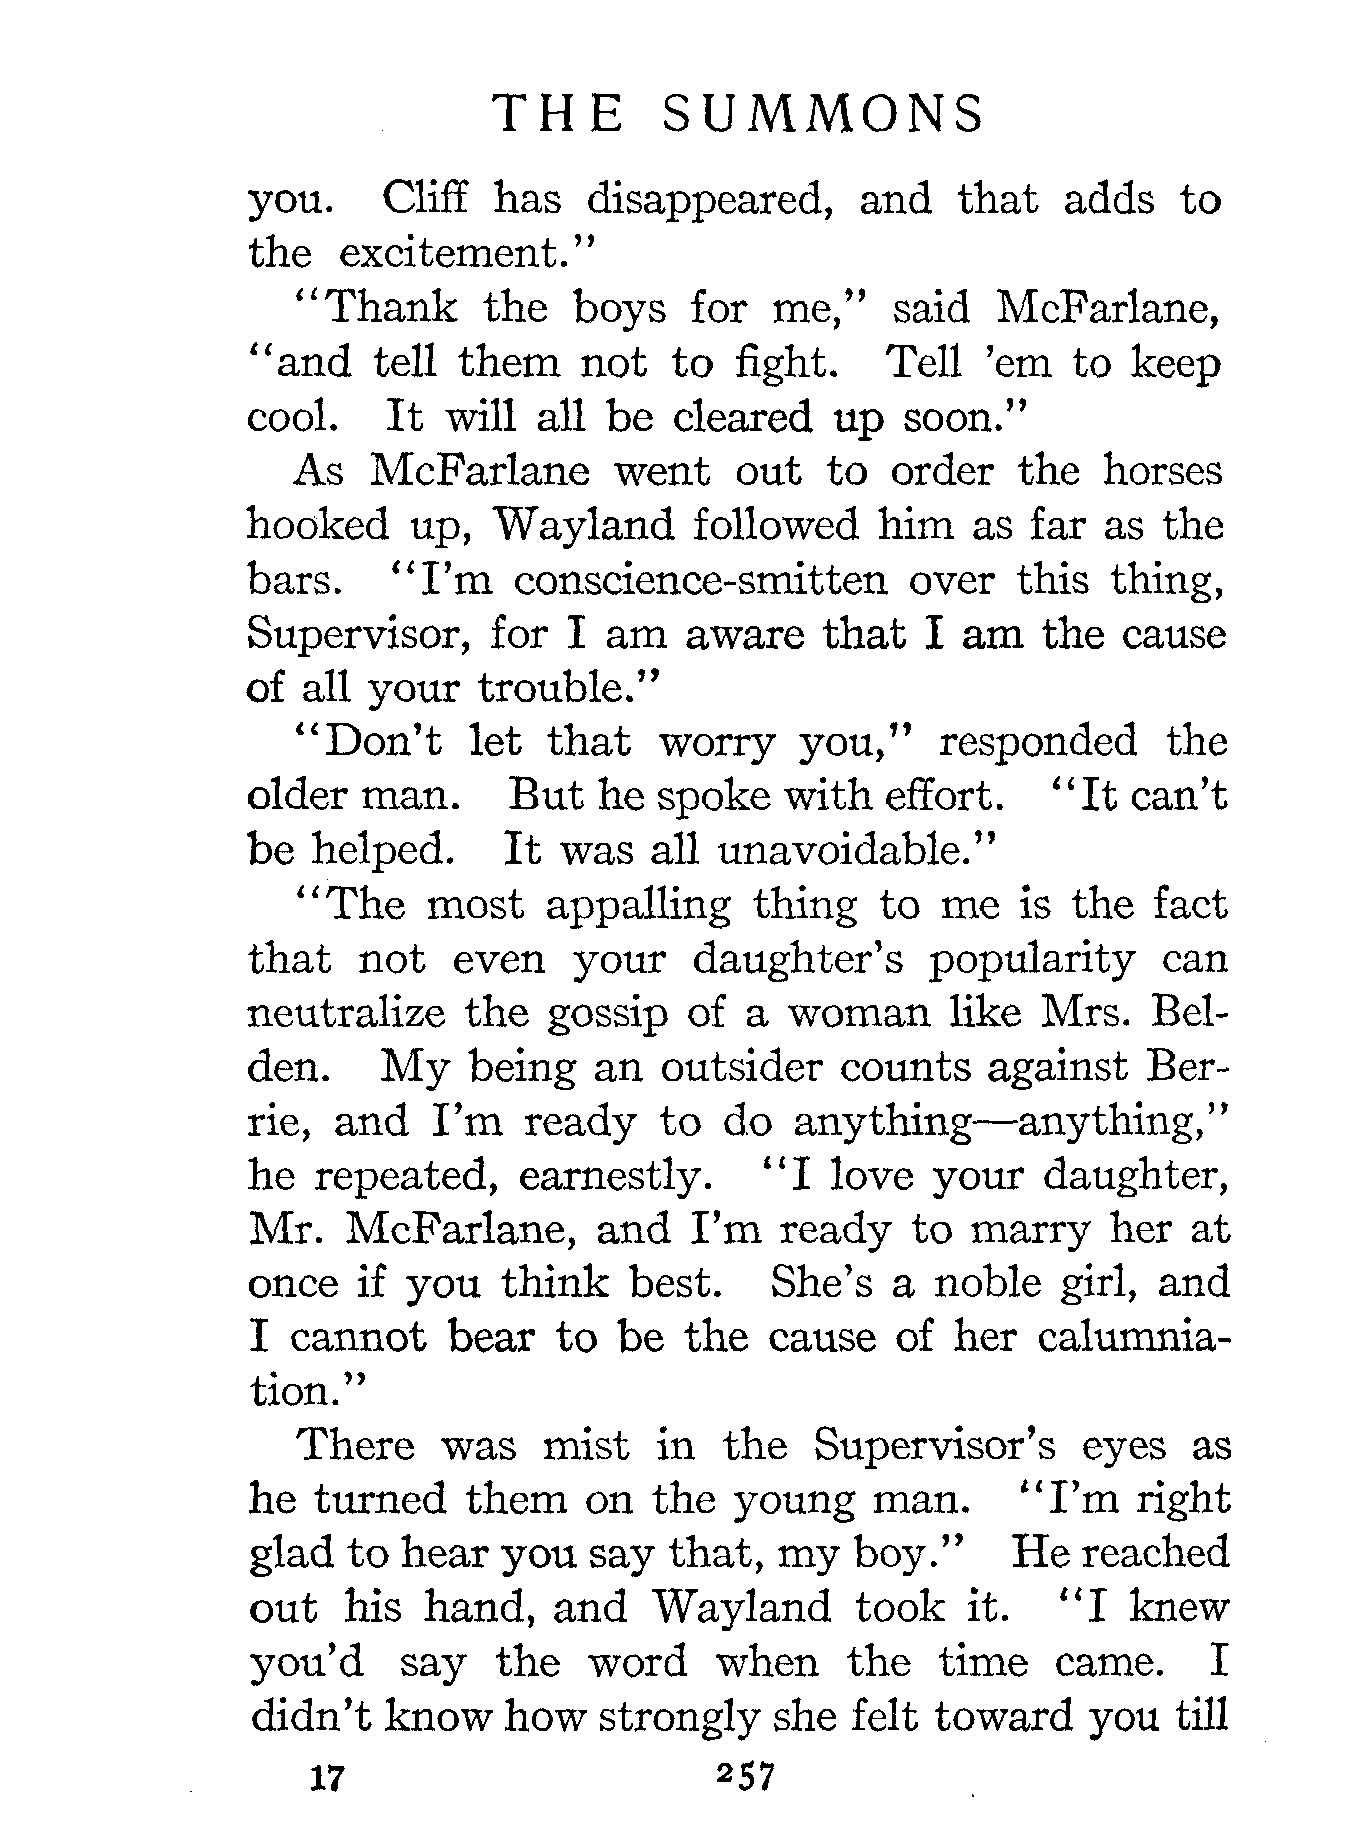 THE SUMMONS
you. Cliff has disappeared, and that adds to
the excitement.”
“Thank the boys for me,” said McFarlane,
“and tell them not to fight. Tell ’em to keep
cool. It will all be cleared up soon.”
As McFarlane went out to order the horses
hooked up, Wayland followed him as far as the
bars. “I’m conscience-smitten over this thing,
Supervisor, for I am aware that I am the cause
of all your trouble.”
“Don’t let that worry you,” responded the
older man. But he spoke with effort. “It can’t
be helped. It was all unavoidable.”
“The most appalling thing to me is the fact
that not even your daughter’s popularity can
neutralize the gossip of a woman like Mrs. Bel-
den. My being an outsider counts against Ber-
rie, and I’m ready to do anything—anything,”
he repeated, earnestly. “I love your daughter,
Mr. McFarlane, and I’m ready to marry her at
once if you think best. She’s a noble girl, and
I cannot bear to be the cause of her calumnia-
tion.”
There was mist in the Supervisor’s eyes as
he turned them on the young man. “I’m right
glad to hear you say that, my boy.” He reached
out his hand, and Wayland took it. “I knew
you’d say the word when the time came. I
didn’t know how strongly she felt toward you till
17 257